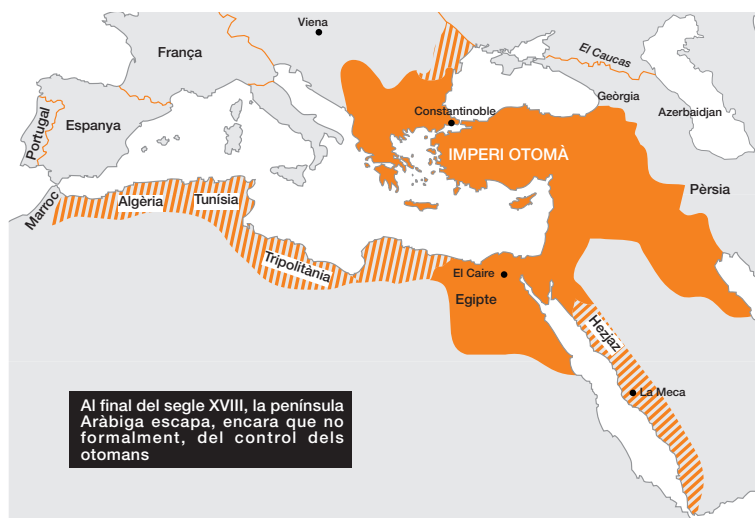 Viena
França
El Caucas
Geòrgia
Constantinoble
Azerbaidjan
Portugal
Espanya
IMPERI OTOMÀ
Pèrsia
Marroc
Algèria
Tunísia
Tripolitània
El Caire
Egipte
Hezjaz
La Meca
Al final del segle XVIII, la península
Aràbiga escapa, encara que no
formalment, del control dels
otomans